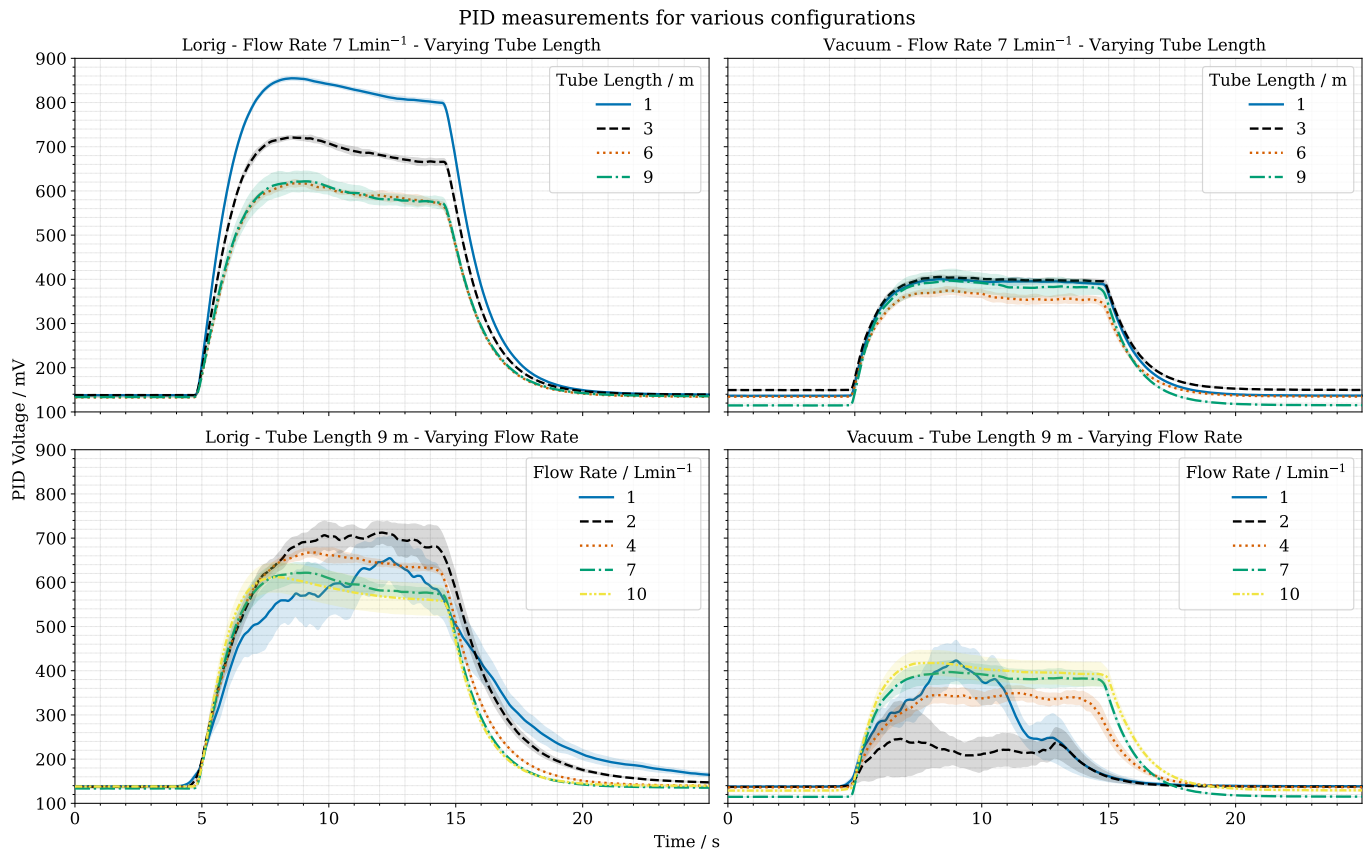 PID measurements for various configurations
Lorig - Flow Rate 7 Lmin⁻¹ - Varying Tube Length
900
800
700
600
500
400
300
200
100
Tube Length / m
1
3
6
9
Vacuum - Flow Rate 7 Lmin⁻¹ - Varying Tube Length
Tube Length / m
1
3
6
9
PID Voltage / mV
Lorig - Tube Length 9 m - Varying Flow Rate
900
800
700
600
500
400
300
200
100
Flow Rate / Lmin⁻¹
1
2
4
7
10
0 5 10 15 20
Vacuum - Tube Length 9 m - Varying Flow Rate
Flow Rate / Lmin⁻¹
1
2
4
7
10
0 5 10 15 20
Time / s